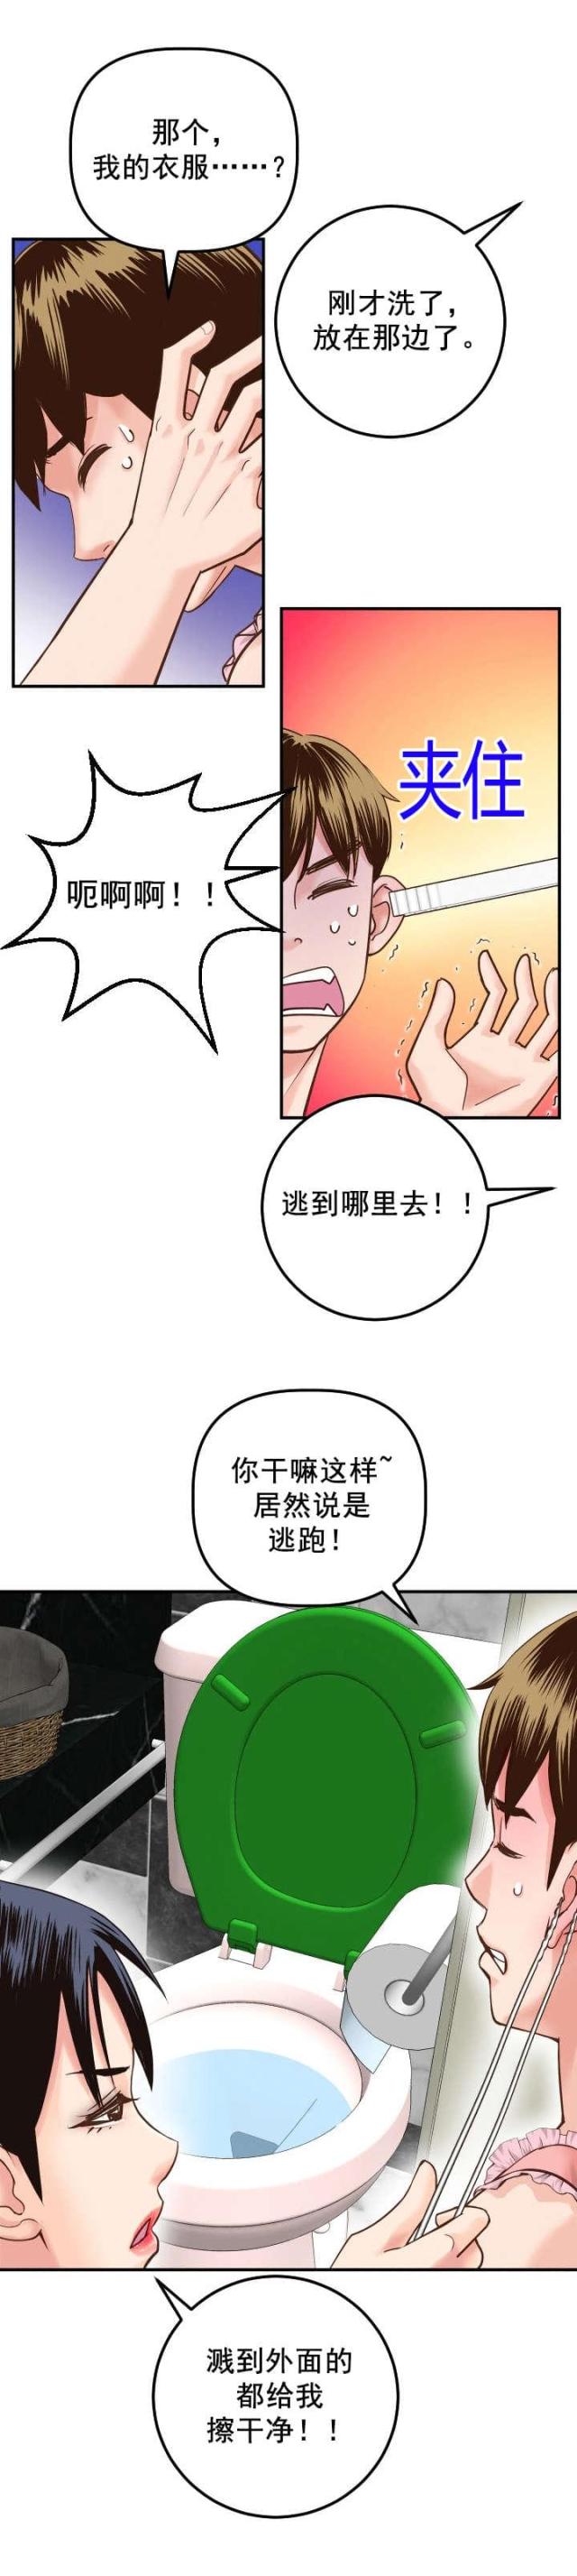 那个，
我的衣服……？
刚才洗了，
放在那边了。
夹住
呃啊啊！！
逃到哪里去！！
你干嘛这样~
居然说是
逃跑！
溅到外面的
都给我
擦干净！！